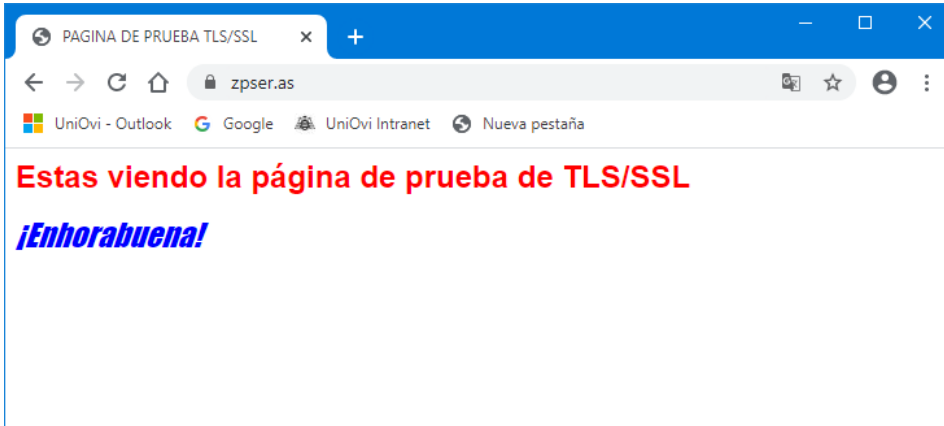 PAGINA DE PRUEBA TLS/SSL
zpser.as
UniOvi - Outlook Google UniOvi Intranet Nueva pestaña
Estas viendo la página de prueba de TLS/SSL
¡Enhorabuena!